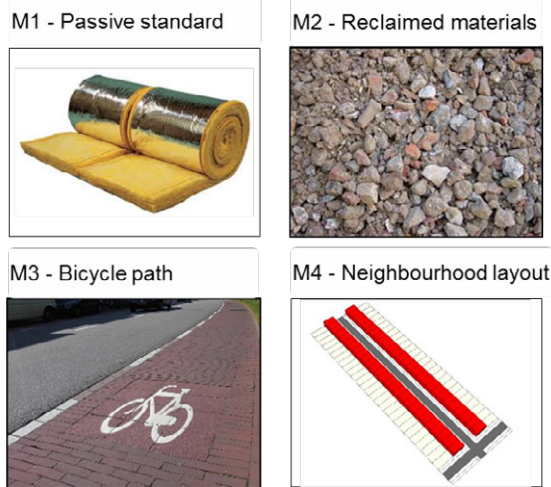 M1 - Passive standard
M2 - Reclaimed materials
M3 - Bicycle path
M4 - Neighbourhood layout